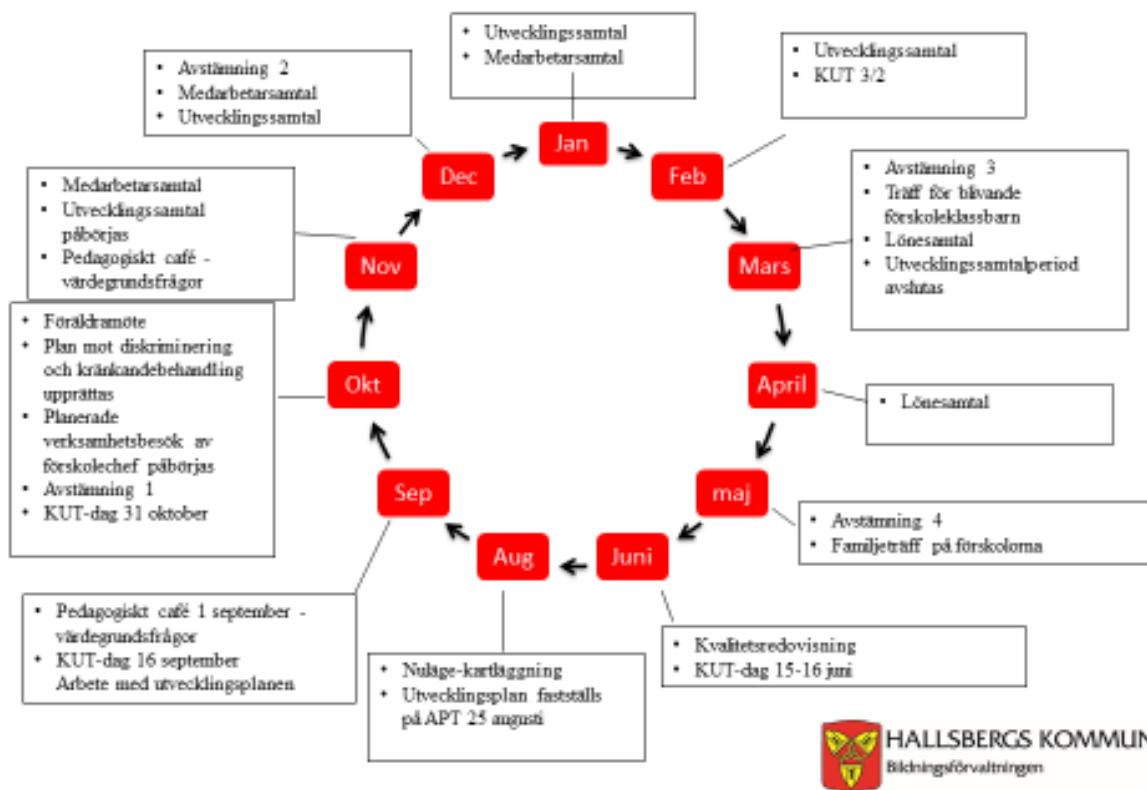 Jan
• Utvecklingssamtal
• Medarbetarsamtal
Feb
• Utvecklingssamtal
• KUT 3/2
Mars
• Avstämning 3
• Träff för blivande
förskoleklassbarn
• Lönesamtal
• Utvecklingssamtalperiod
avslutas
April
• Lönesamtal
maj
• Avstämning 4
• Familjeträff på förskolorna
Juni
• Kvalitetsredovisning
• KUT-dag 15-16 juni
Aug
• Nuläge-kartläggning
• Utvecklingsplan fastställs
på APT 25 augusti
Sep
• Pedagogiskt café 1 september -
värdegrundsfrågor
• KUT-dag 16 september
Arbete med utvecklingsplanen
Okt
• Föräldramöte
• Plan mot diskriminering
och kränkandebehandling
upprättas
• Planerade
verksamhetsbesök av
förskolechef påbörjas
• Avstämning 1
• KUT-dag 31 oktober
Nov
• Medarbetarsamtal
• Utvecklingssamtal
påbörjas
• Pedagogiskt café -
värdegrundsfrågor
Dec
• Avstämning 2
• Medarbetarsamtal
• Utvecklingssamtal
HALLSBERGS KOMMUN
Bildningsförvaltningen